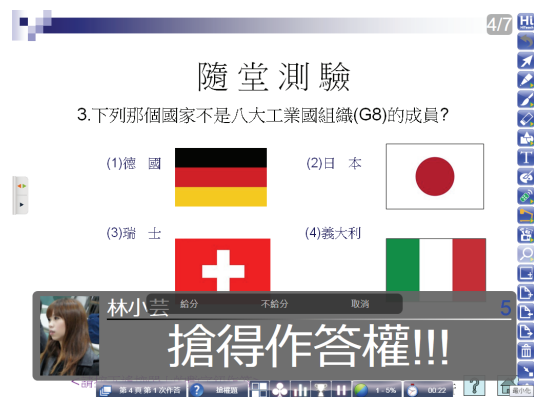 4/7
隨堂測驗
3.下列那個國家不是八大工業國組織(G8)的成員?
(1)德 國
(2)日 本
(3)瑞 士
(4)義大利
林小芸
給分
不給分
取消
5
搶得作答權!!!
第 4 頁 第 1 次作答
搶權題
1 - 5%
00:22
最小化